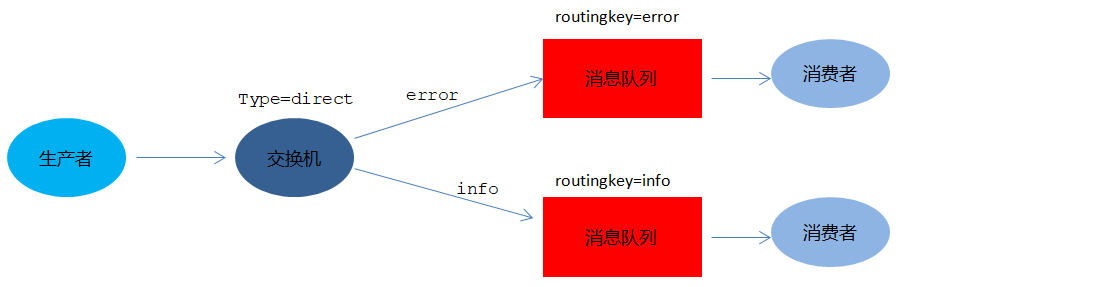 routingkey=error
消息队列
消费者
error
Type=direct
生产者
交换机
info
routingkey=info
消息队列
消费者